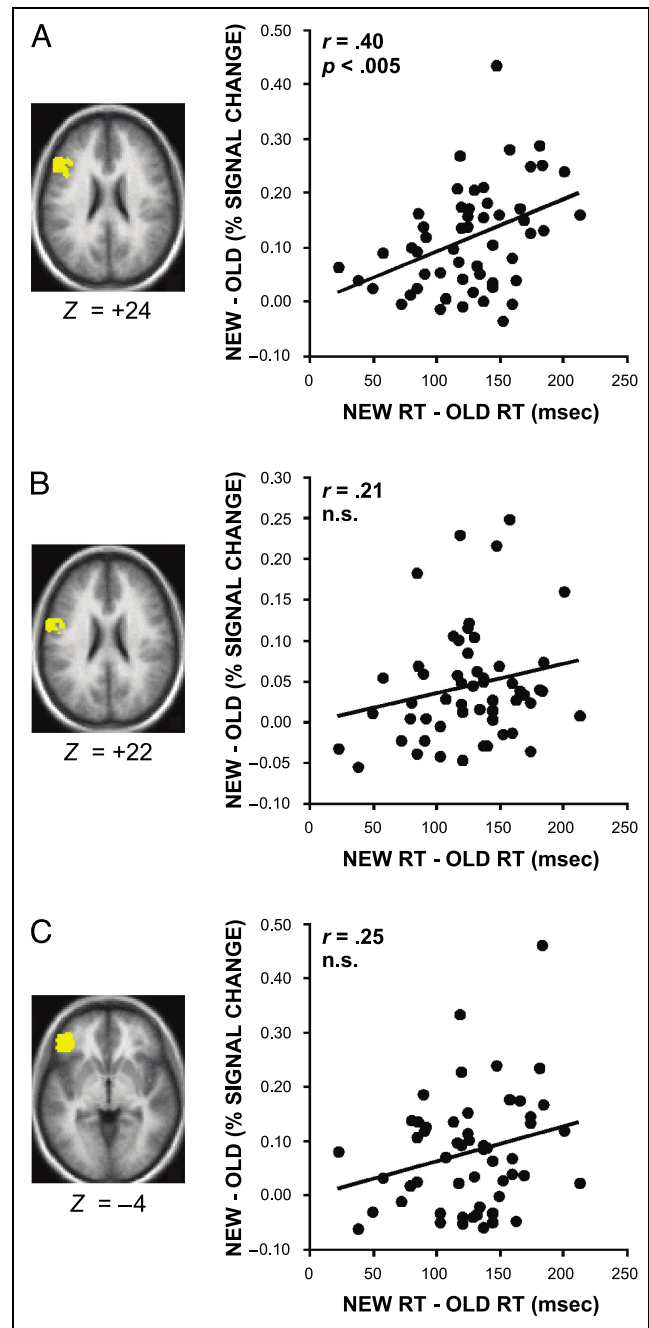 A
r = .40
p < .005
NEW - OLD (% SIGNAL CHANGE)
0.50
0.40
0.30
0.20
0.10
0.00
−0.10
0 50 100 150 200 250
NEW RT - OLD RT (msec)
Z = +24
B
r = .21
n.s.
NEW - OLD (% SIGNAL CHANGE)
0.30
0.25
0.20
0.15
0.10
0.05
0.00
−0.05
−0.10
0 50 100 150 200 250
NEW RT - OLD RT (msec)
Z = +22
C
r = .25
n.s.
NEW - OLD (% SIGNAL CHANGE)
0.50
0.40
0.30
0.20
0.10
0.00
−0.10
0 50 100 150 200 250
NEW RT - OLD RT (msec)
Z = −4